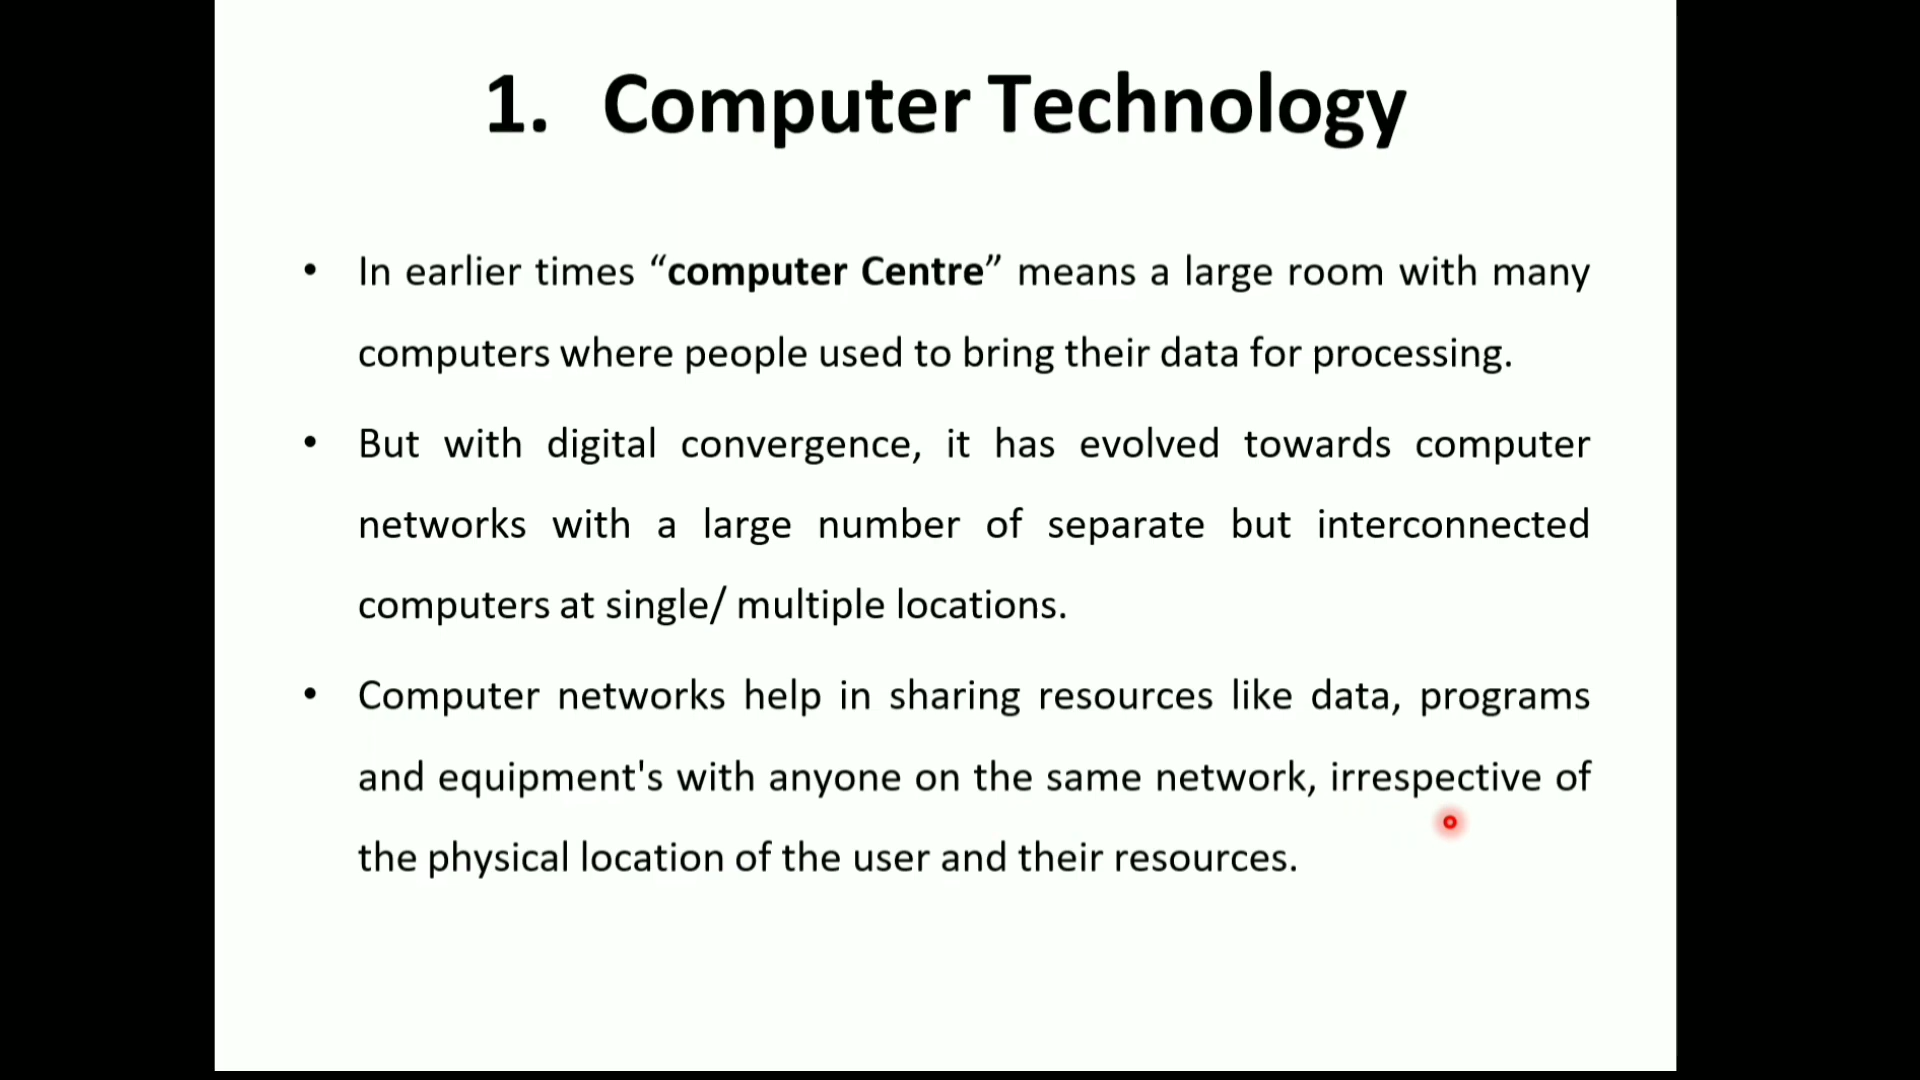 1. Computer Technology
• In earlier times “computer Centre” means a large room with many
computers where people used to bring their data for processing.
• But with digital convergence, it has evolved towards computer
networks with a large number of separate but interconnected
computers at single/ multiple locations.
• Computer networks help in sharing resources like data, programs
and equipment's with anyone on the same network, irrespective of
the physical location of the user and their resources.